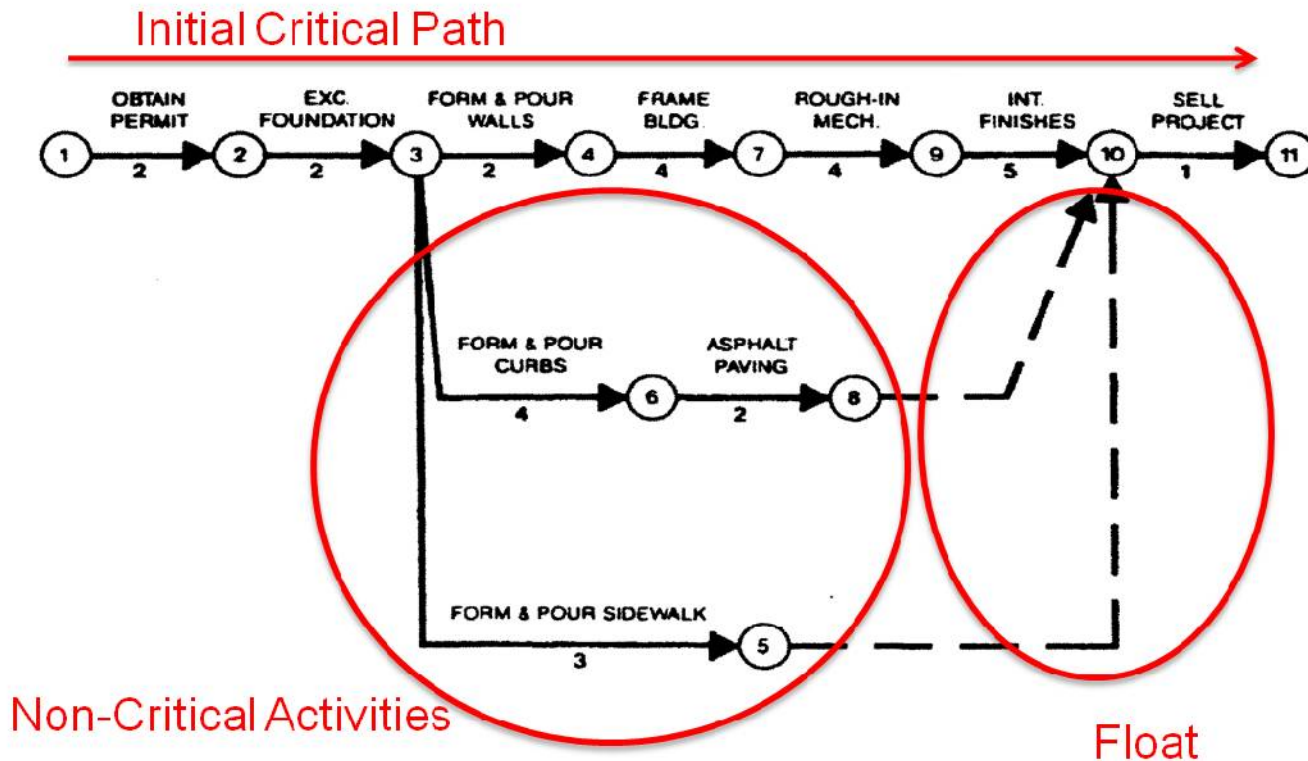 Initial Critical Path
OBTAIN
PERMIT
EXC.
FOUNDATION
FORM & POUR
WALLS
FRAME
BLDG.
ROUGH-IN
MECH.
INT.
FINISHES
SELL
PROJECT
1
2
2
2
3
2
4
4
7
4
9
5
10
1
11
FORM & POUR
CURBS
ASPHALT
PAVING
4
6
2
8
FORM & POUR SIDEWALK
3
5
Non-Critical Activities
Float